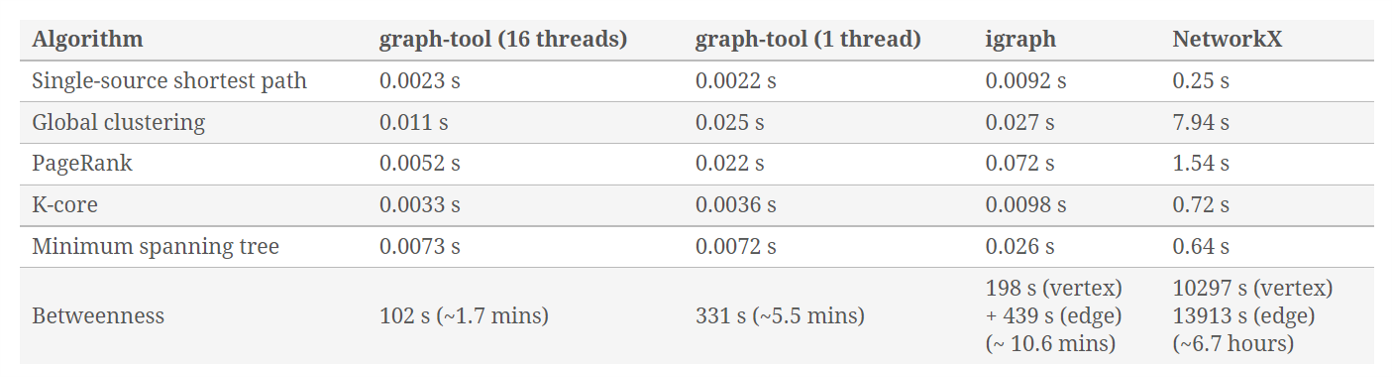 Algorithm graph-tool (16 threads) graph-tool (1 thread) igraph NetworkX
Single-source shortest path 0.0023 s 0.0022 s 0.0092 s 0.25 s
Global clustering 0.011 s 0.025 s 0.027 s 7.94 s
PageRank 0.0052 s 0.022 s 0.072 s 1.54 s
K-core 0.0033 s 0.0036 s 0.0098 s 0.72 s
Minimum spanning tree 0.0073 s 0.0072 s 0.026 s 0.64 s
Betweenness 102 s (~1.7 mins) 331 s (~5.5 mins) 198 s (vertex)
+ 439 s (edge)
(~ 10.6 mins) 10297 s (vertex)
13913 s (edge)
(~6.7 hours)